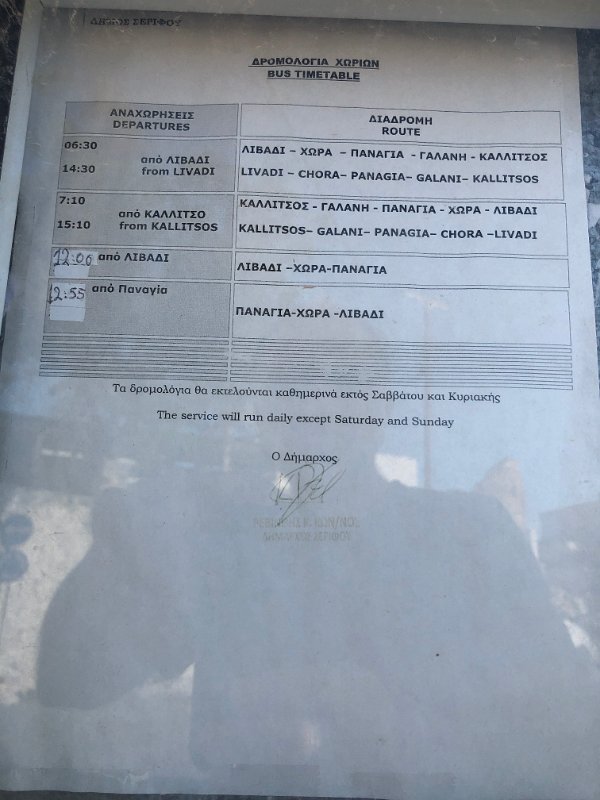 ΔΗΜΟΣ ΣΕΡΙΦΟΥ
ΔΡΟΜΟΛΟΓΙΑ ΧΩΡΙΩΝ
BUS TIMETABLE
ΑΝΑΧΩΡΗΣΕΙΣ
DEPARTURES
ΔΙΑΔΡΟΜΗ
ROUTE
06:30
14:30
από ΛΙΒΑΔΙ
from LIVADI
ΛΙΒΑΔΙ – ΧΩΡΑ – ΠΑΝΑΓΙΑ - ΓΑΛΑΝΗ - ΚΑΛΛΙΤΣΟΣ
LIVADI – CHORA– PANAGIA– GALANI– KALLITSOS
7:10
15:10
από ΚΑΛΛΙΤΣΟ
from KALLITSOS
ΚΑΛΛΙΤΣΟΣ - ΓΑΛΑΝΗ - ΠΑΝΑΓΙΑ - ΧΩΡΑ - ΛΙΒΑΔΙ
KALLITSOS– GALANI– PANAGIA– CHORA –LIVADI
12:00 από ΛΙΒΑΔΙ
ΛΙΒΑΔΙ –ΧΩΡΑ-ΠΑΝΑΓΙΑ
12:55 από Παναγία
ΠΑΝΑΓΙΑ-ΧΩΡΑ -ΛΙΒΑΔΙ
Τα δρομολόγια θα εκτελούνται καθημερινά εκτός Σαββάτου και Κυριακής
The service will run daily except Saturday and Sunday
Ο Δήμαρχος
ΔΗΜΑΡΧΟΣ ΣΕΡΙΦΟΥ